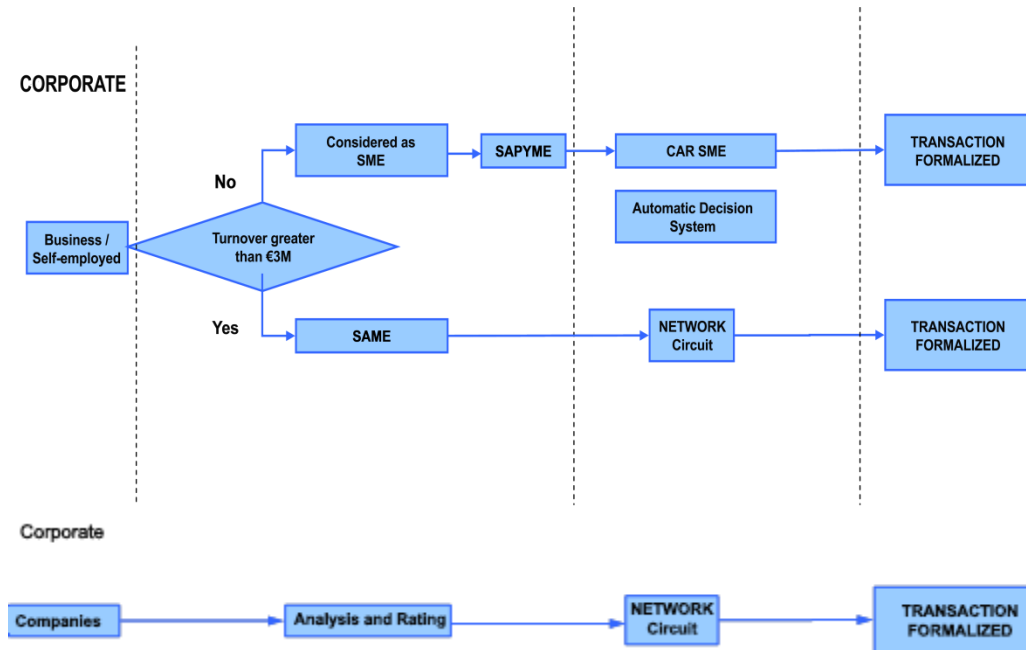 CORPORATE
Considered as
SME
SAPYME
CAR SME
TRANSACTION
FORMALIZED
No
Automatic Decision
System
Business /
Self-employed
Turnover greater
than €3M
Yes
SAME
NETWORK
Circuit
TRANSACTION
FORMALIZED
Corporate
Companies
Analysis and Rating
NETWORK
Circuit
TRANSACTION
FORMALIZED